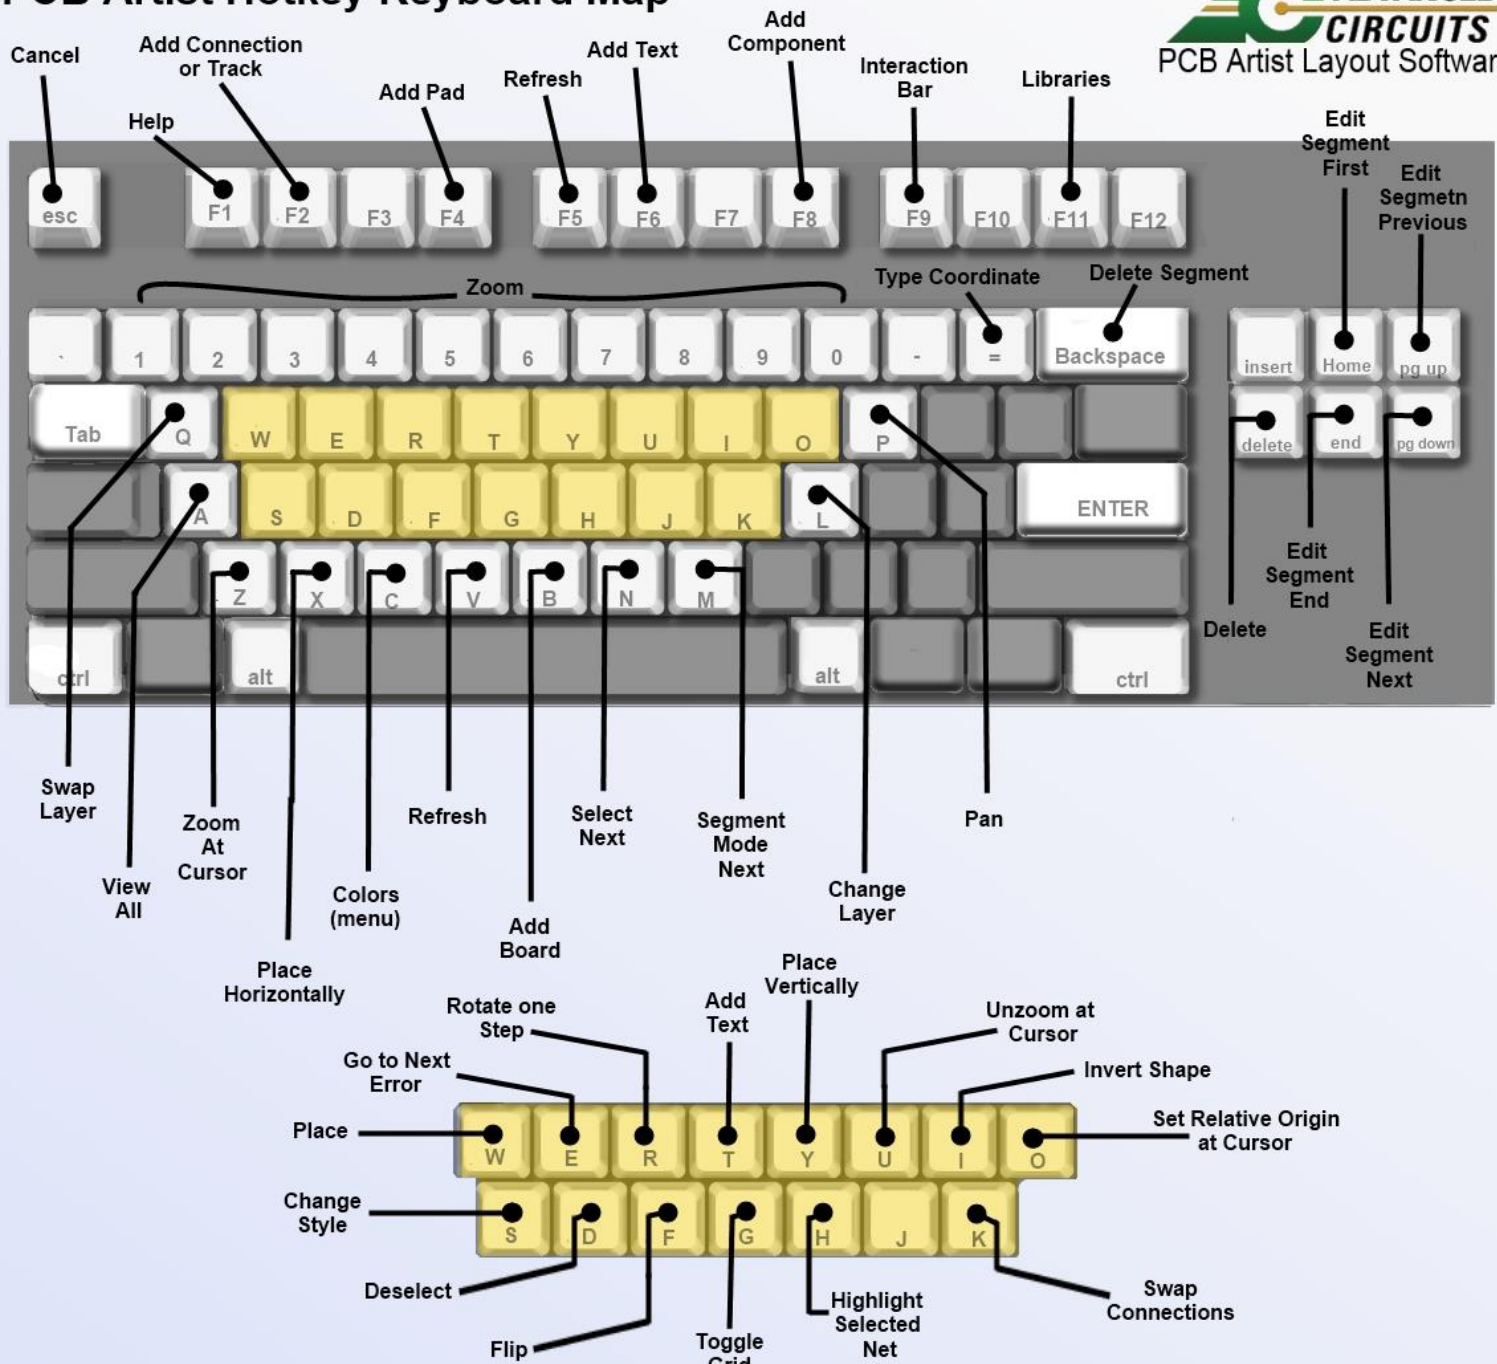 PCB Artist Hotkey Keyboard Map
CIRCUITS
PCB Artist Layout Softwar
Cancel
Add Connection
or Track
Help
Add Pad
Refresh
Add Text
Add
Component
Interaction
Bar
Libraries
Edit
Segment
First
Edit
Segmetn
Previous
esc
F1
F2
F3
F4
F5
F6
F7
F8
F9
F10
F11
F12
Zoom
Type Coordinate
Delete Segment
`
1
2
3
4
5
6
7
8
9
0
-
=
Backspace
insert
Home
pg up
Tab
Q
W
E
R
T
Y
U
I
O
P
delete
end
pg down
A
S
D
F
G
H
J
K
L
ENTER
Z
X
C
V
B
N
M
ctrl
alt
alt
ctrl
Delete
Edit
Segment
End
Edit
Segment
Next
Swap
Layer
View
All
Zoom
At
Cursor
Place
Horizontally
Colors
(menu)
Refresh
Add
Board
Select
Next
Segment
Mode
Next
Change
Layer
Pan
Place
Go to Next
Error
Rotate one
Step
Add
Text
Place
Vertically
Unzoom at
Cursor
Invert Shape
Set Relative Origin
at Cursor
W
E
R
T
Y
U
I
O
Change
Style
S
D
F
G
H
J
K
Deselect
Flip
Toggle
Grid
Highlight
Selected
Net
Swap
Connections